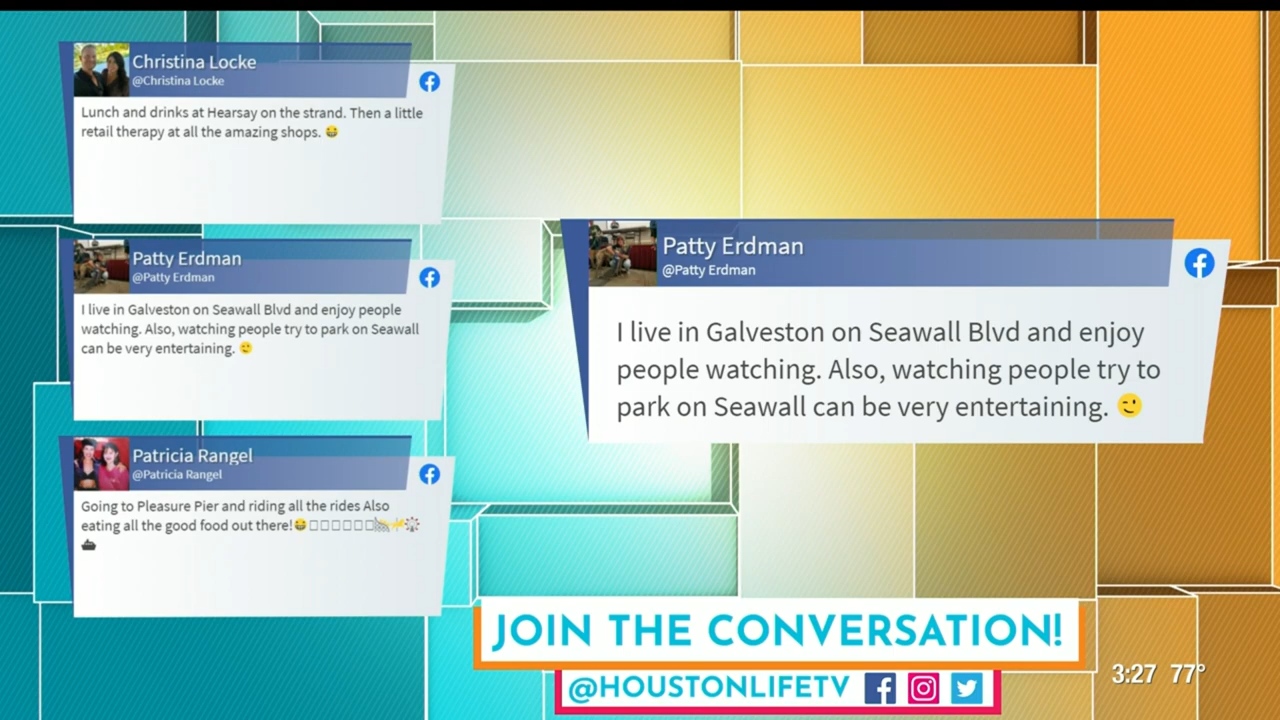 Christina Locke
@Christina Locke
Lunch and drinks at Hearsay on the strand. Then a little
retail therapy at all the amazing shops. 😂
Patty Erdman
@Patty Erdman
I live in Galveston on Seawall Blvd and enjoy people
watching. Also, watching people try to park on Seawall
can be very entertaining. 😉
Patricia Rangel
@Patricia Rangel
Going to Pleasure Pier and riding all the rides Also
eating all the good food out there!
Patty Erdman
@Patty Erdman
I live in Galveston on Seawall Blvd and enjoy
people watching. Also, watching people try to
park on Seawall can be very entertaining. 😉
JOIN THE CONVERSATION!
@HOUSTONLIFETV
3:27 77°